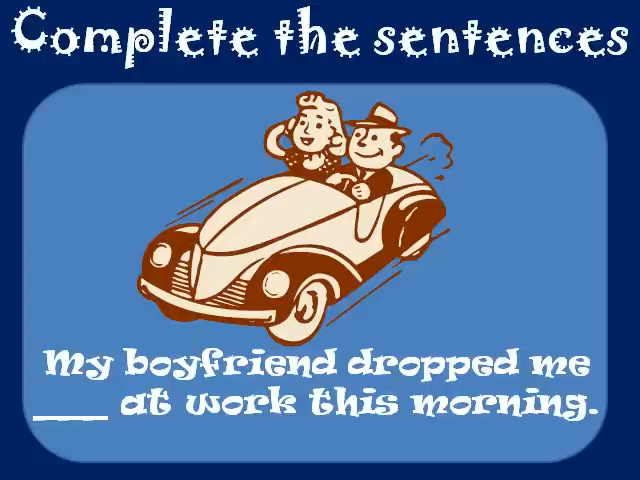 Complete the sentences
My boyfriend dropped me
___ at work this morning.